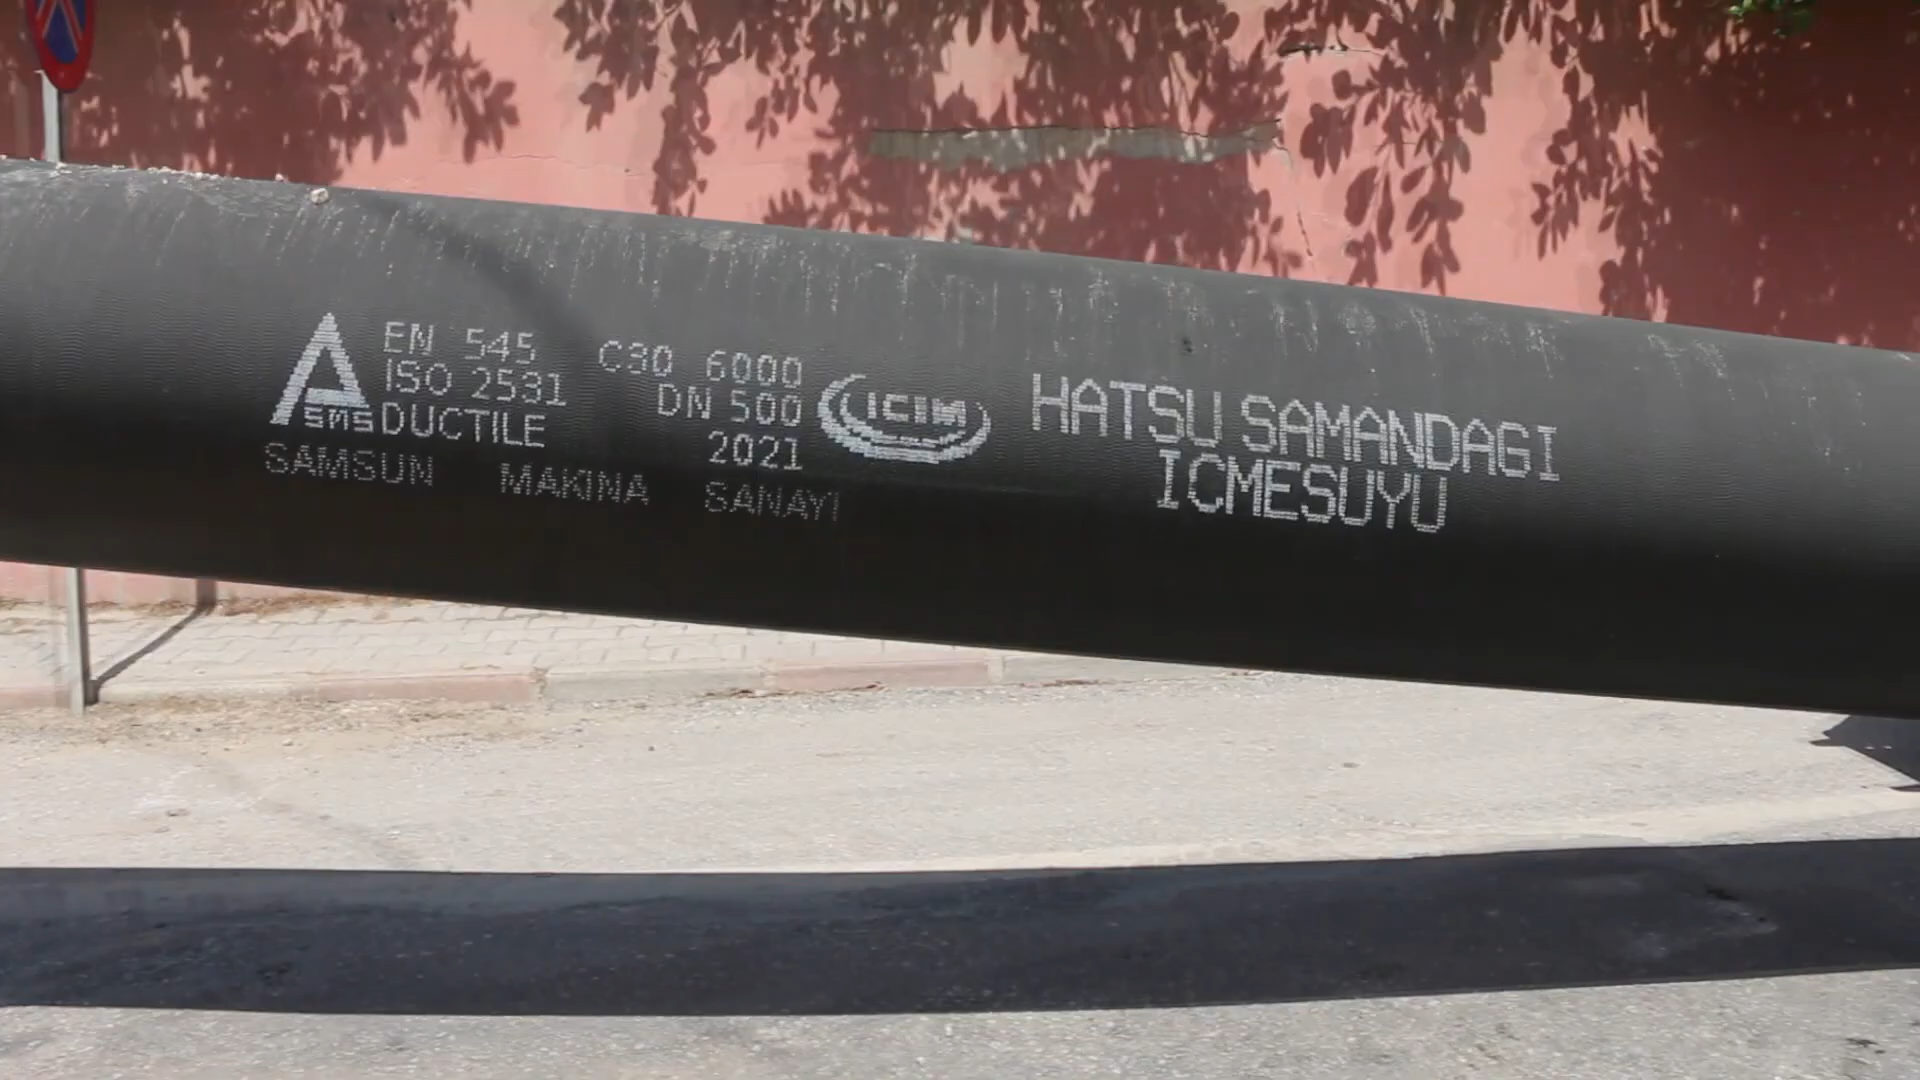 EN 545
ISO 2531
SMS DUCTILE
SAMSUN MAKINA SANAYI
C30 6000
DN 500
2021
ICIM
HATSU SAMANDAGI
ICMESUYU